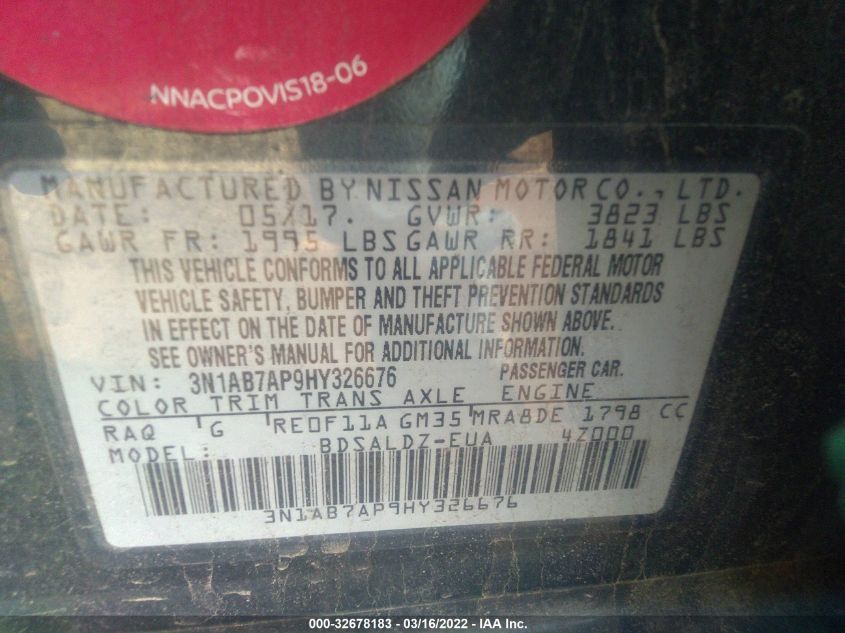 NNACPOVIS18-06
MANUFACTURED BY NISSAN MOTOR CO., LTD.
DATE: 05/17. GVWR: 3823 LBS
GAWR FR: 1995 LBS GAWR RR: 1841 LBS
THIS VEHICLE CONFORMS TO ALL APPLICABLE FEDERAL MOTOR
VEHICLE SAFETY, BUMPER AND THEFT PREVENTION STANDARDS
IN EFFECT ON THE DATE OF MANUFACTURE SHOWN ABOVE.
SEE OWNER'S MANUAL FOR ADDITIONAL INFORMATION.
VIN: 3N1AB7AP9HY326676 PASSENGER CAR.
COLOR TRIM TRANS AXLE ENGINE
RAQ G RE0F11A GM35 MRA8DE 1798 CC
MODEL: BDSALDZ-EUA 4Z000
3N1AB7AP9HY326676
000-32678183 - 03/16/2022 - IAA Inc.